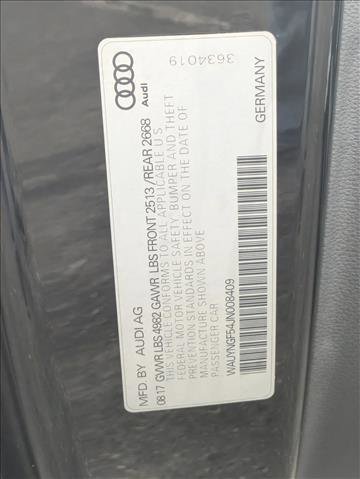 MFD. BY AUDI AG
0817 GVWR LBS 4982 GAWR LBS FRONT 2513 / REAR 2668
THIS VEHICLE CONFORMS TO ALL APPLICABLE U S
FEDERAL MOTOR VEHICLE SAFETY BUMPER AND THEFT
PREVENTION STANDARDS IN EFFECT ON THE DATE OF
MANUFACTURE SHOWN ABOVE
PASSENGER CAR
WAUYNGF54JN008409
GERMANY
Audi
3634019